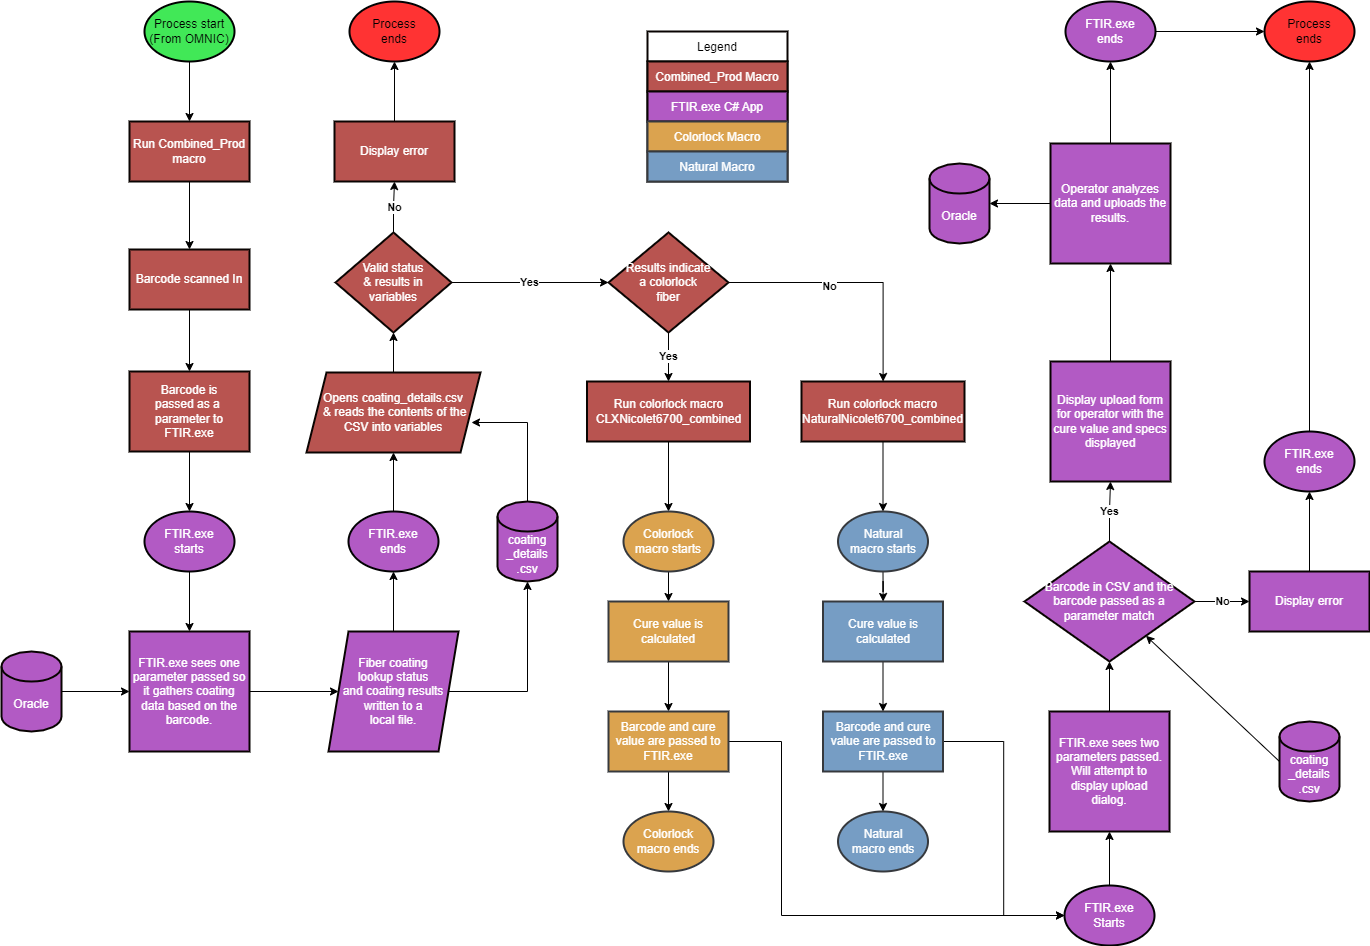 Process start
(From OMNIC)
Run Combined_Prod
macro
Barcode scanned In
Barcode is
passed as a
parameter to
FTIR.exe
FTIR.exe
starts
Oracle
FTIR.exe sees one
parameter passed so
it gathers coating
data based on the
barcode.
Fiber coating
lookup status
and coating results
written to a
local file.
coating
_details
.csv
FTIR.exe
ends
Opens coating_details.csv
& reads the contents of the
CSV into variables
Valid status
& results in
variables
No
Display error
Process
ends
Yes
Legend
Combined_Prod Macro
FTIR.exe C# App
Colorlock Macro
Natural Macro
Results indicate
a colorlock
fiber
Yes
No
Run colorlock macro
CLXNicolet6700_combined
Colorlock
macro starts
Cure value is
calculated
Barcode and cure
value are passed to
FTIR.exe
Colorlock
macro ends
Run colorlock macro
NaturalNicolet6700_combined
Natural
macro starts
Cure value is
calculated
Barcode and cure
value are passed to
FTIR.exe
Natural
macro ends
FTIR.exe
Starts
FTIR.exe sees two
parameters passed.
Will attempt to
display upload
dialog.
coating
_details
.csv
Barcode in CSV and the
barcode passed as a
parameter match
No
Display error
FTIR.exe
ends
Yes
Display upload form
for operator with the
cure value and specs
displayed
Operator analyzes
data and uploads the
results.
Oracle
FTIR.exe
ends
Process
ends